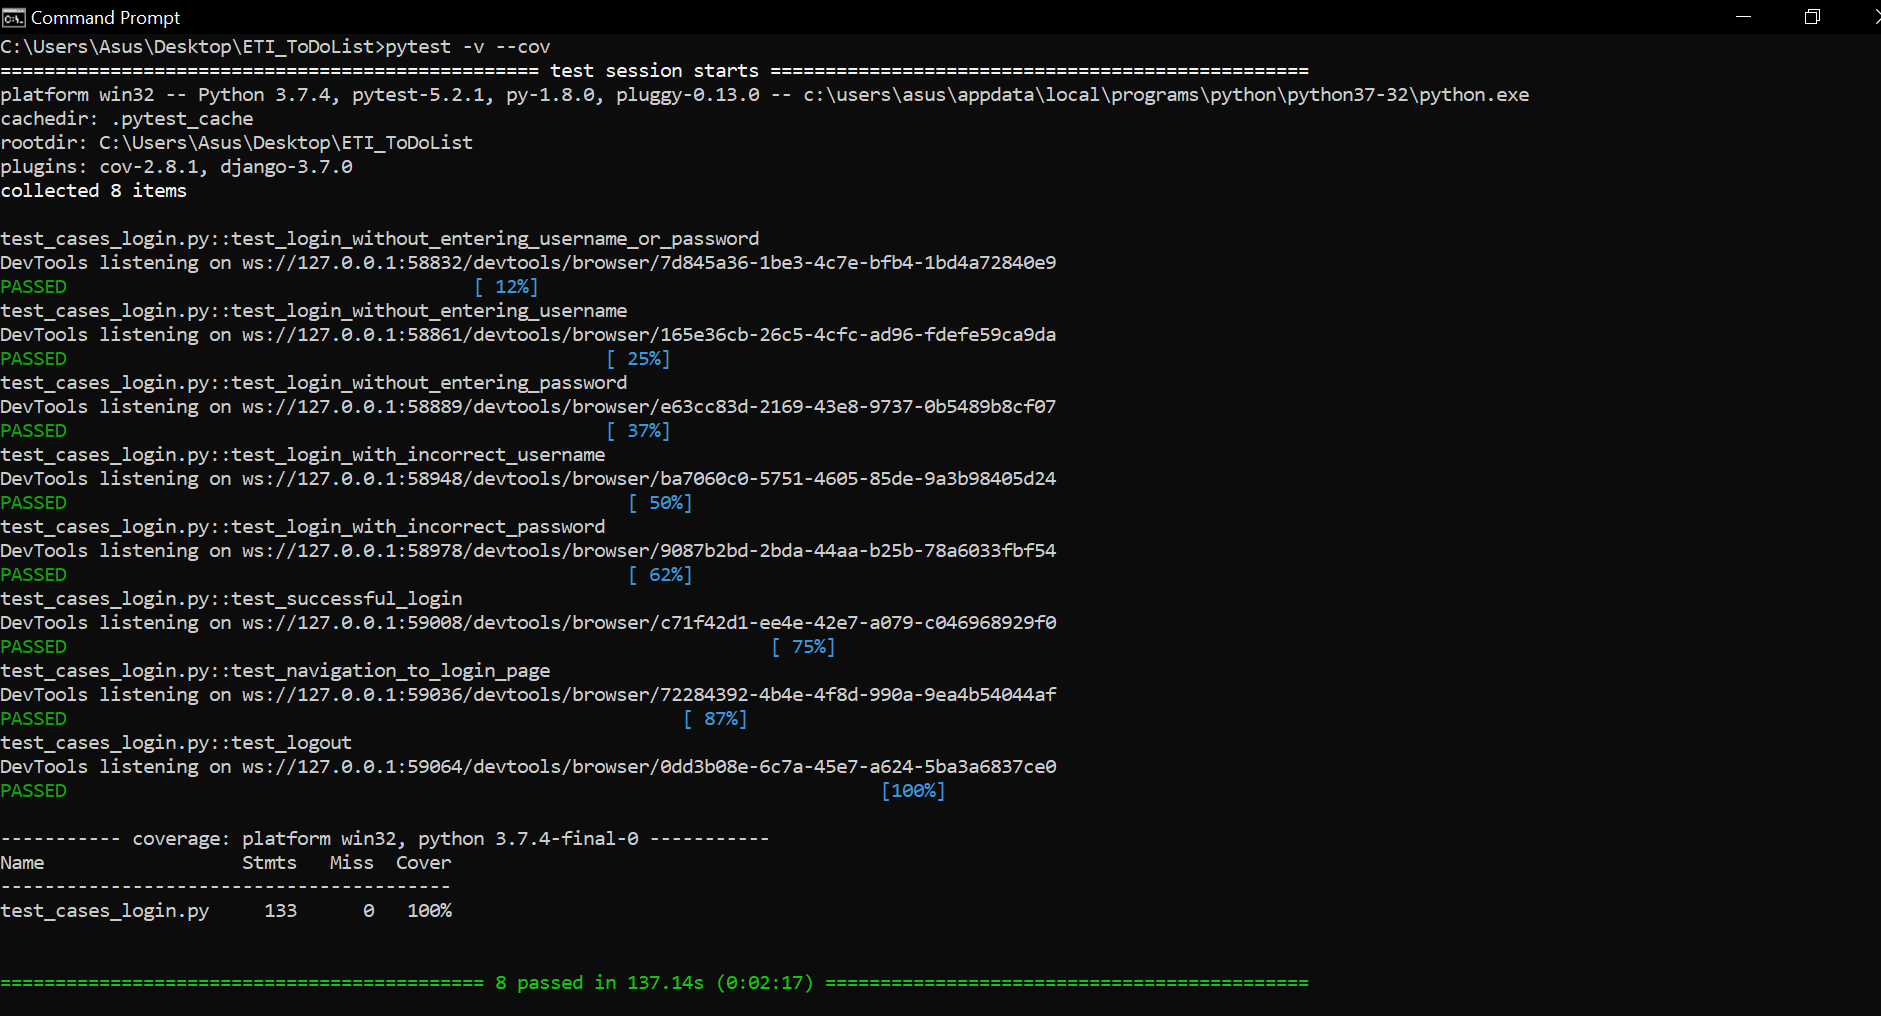 Command Prompt
C:\Users\Asus\Desktop\ETI_ToDoList>pytest -v --cov
================================================= test session starts =================================================
platform win32 -- Python 3.7.4, pytest-5.2.1, py-1.8.0, pluggy-0.13.0 -- c:\users\asus\appdata\local\programs\python\python37-32\python.exe
cachedir: .pytest_cache
rootdir: C:\Users\Asus\Desktop\ETI_ToDoList
plugins: cov-2.8.1, django-3.7.0
collected 8 items
test_cases_login.py::test_login_without_entering_username_or_password
DevTools listening on ws://127.0.0.1:58832/devtools/browser/7d845a36-1be3-4c7e-bfb4-1bd4a72840e9
PASSED                                     [ 12%]
test_cases_login.py::test_login_without_entering_username
DevTools listening on ws://127.0.0.1:58861/devtools/browser/165e36cb-26c5-4cfc-ad96-fdefe59ca9da
PASSED                                                 [ 25%]
test_cases_login.py::test_login_without_entering_password
DevTools listening on ws://127.0.0.1:58889/devtools/browser/e63cc83d-2169-43e8-9737-0b5489b8cf07
PASSED                                                 [ 37%]
test_cases_login.py::test_login_with_incorrect_username
DevTools listening on ws://127.0.0.1:58948/devtools/browser/ba7060c0-5751-4605-85de-9a3b98405d24
PASSED                                                   [ 50%]
test_cases_login.py::test_login_with_incorrect_password
DevTools listening on ws://127.0.0.1:58978/devtools/browser/9087b2bd-2bda-44aa-b25b-78a6033fbf54
PASSED                                                   [ 62%]
test_cases_login.py::test_successful_login
DevTools listening on ws://127.0.0.1:59008/devtools/browser/c71f42d1-ee4e-42e7-a079-c046968929f0
PASSED                                                                [ 75%]
test_cases_login.py::test_navigation_to_login_page
DevTools listening on ws://127.0.0.1:59036/devtools/browser/72284392-4b4e-4f8d-990a-9ea4b54044af
PASSED                                                        [ 87%]
test_cases_login.py::test_logout
DevTools listening on ws://127.0.0.1:59064/devtools/browser/0dd3b08e-6c7a-45e7-a624-5ba3a6837ce0
PASSED                                                                          [100%]
----------- coverage: platform win32, python 3.7.4-final-0 -----------
Name                  Stmts   Miss  Cover
-----------------------------------------
test_cases_login.py     133      0   100%
============================================ 8 passed in 137.14s (0:02:17) ============================================